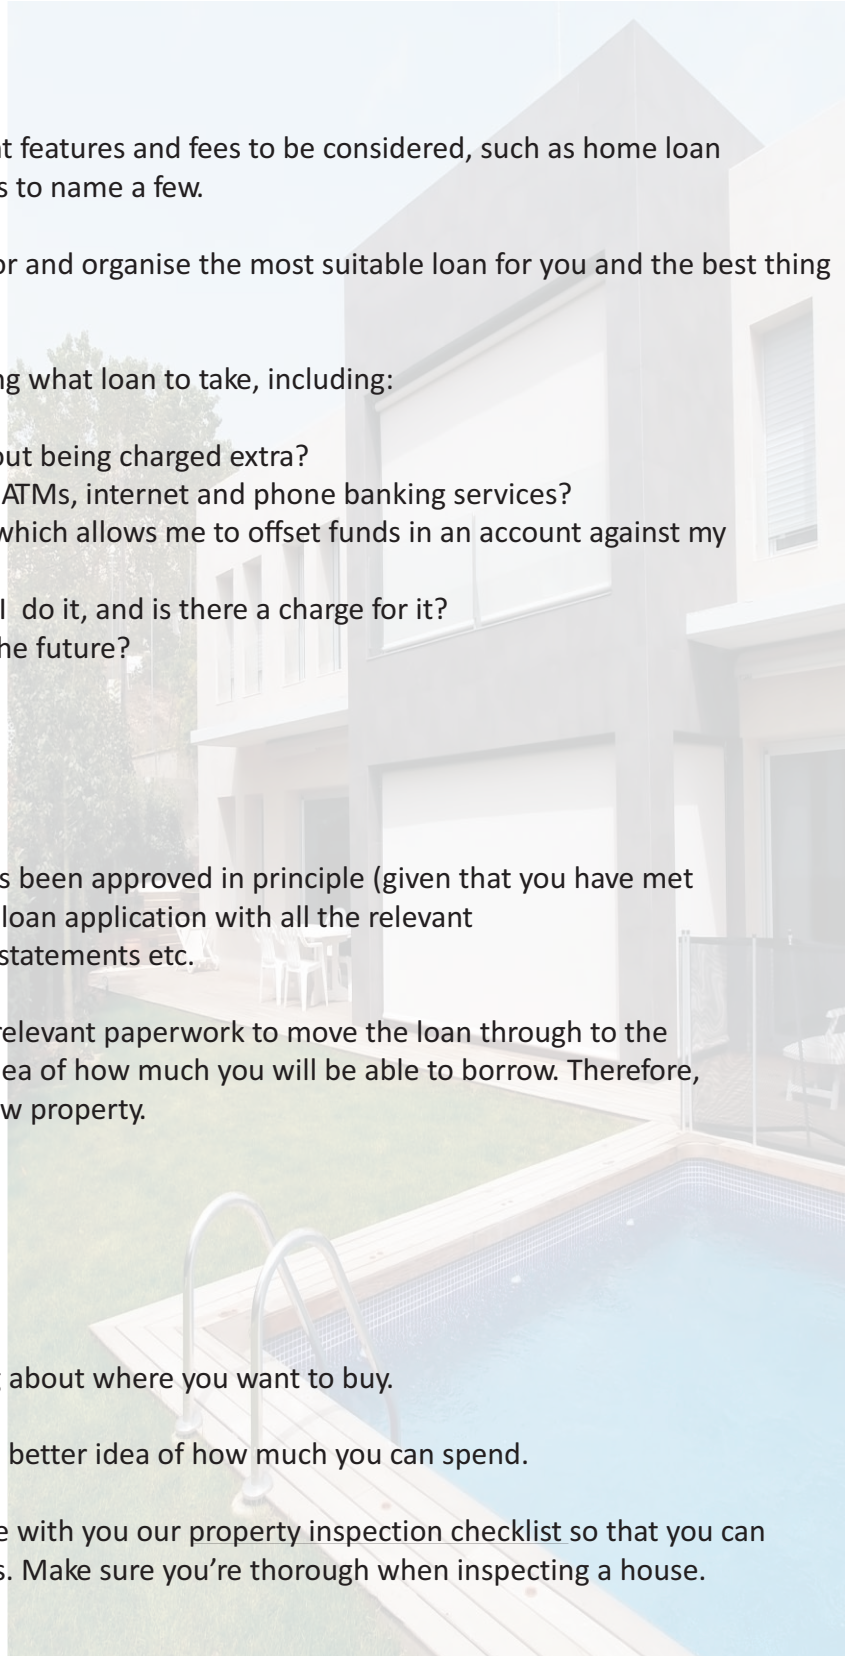 t features and fees to be considered, such as home loan
s to name a few.
or and organise the most suitable loan for you and the best thing
ng what loan to take, including:
out being charged extra?
ATMs, internet and phone banking services?
which allows me to offset funds in an account against my
I do it, and is there a charge for it?
he future?
s been approved in principle (given that you have met
loan application with all the relevant
statements etc.
relevant paperwork to move the loan through to the
ea of how much you will be able to borrow. Therefore,
w property.
about where you want to buy.
better idea of how much you can spend.
e with you our property inspection checklist so that you can
s. Make sure you're thorough when inspecting a house.